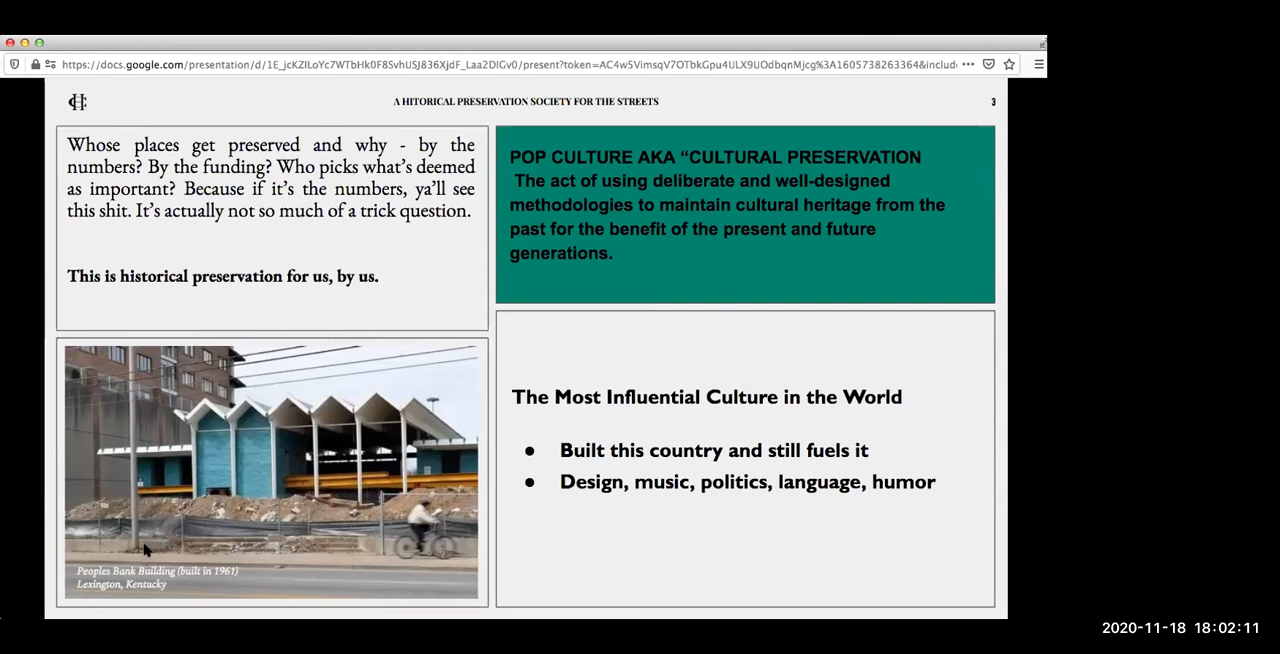 https://docs.google.com/presentation/d/1E_jcKZILoYc7WTbHk0F8SvhUSJ836XjdF_Laa2DIGv0/present?token=AC4w5VimsqV7OTbkGpu4ULX9UOdbqnMjcg%3A1605738263364&includ
CH
A HITORICAL PRESERVATION SOCIETY FOR THE STREETS
3
Whose places get preserved and why - by the
numbers? By the funding? Who picks what's deemed
as important? Because if it's the numbers, ya'll see
this shit. It's actually not so much of a trick question.
This is historical preservation for us, by us.
POP CULTURE AKA “CULTURAL PRESERVATION
The act of using deliberate and well-designed
methodologies to maintain cultural heritage from the
past for the benefit of the present and future
generations.
Peoples Bank Building (built in 1961)
Lexington, Kentucky
The Most Influential Culture in the World
● Built this country and still fuels it
● Design, music, politics, language, humor
2020-11-18 18:02:11